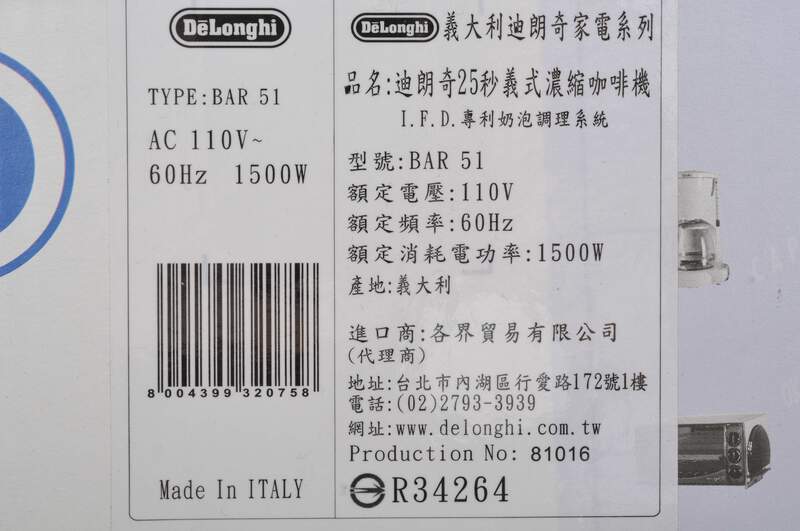 DeLonghi
TYPE:BAR 51
AC 110V~
60Hz 1500W
8 004399 320758
Made In ITALY
DeLonghi 義大利迪朗奇家電系列
品名:迪朗奇25秒義式濃縮咖啡機
I.F.D.專利奶泡調理系統
型號:BAR 51
額定電壓:110V
額定頻率:60Hz
額定消耗電功率:1500W
產地:義大利
進口商:各界貿易有限公司
(代理商)
地址:台北市內湖區行愛路172號1樓
電話:(02)2793-3939
網址:www.delonghi.com.tw
Production No: 81016
R34264